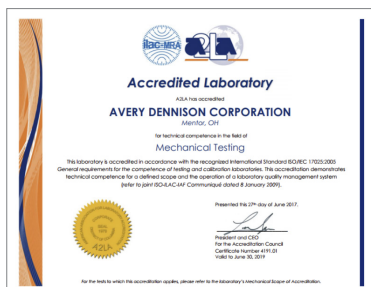 ilac-MRA
A2LA
Accredited Laboratory
A2LA has accredited
AVERY DENNISON CORPORATION
Mentor, OH
for technical competence in the field of
Mechanical Testing
This laboratory is accredited in accordance with the recognized International Standard ISO/IEC 17025:2005
General requirements for the competence of testing and calibration laboratories. This accreditation demonstrates
technical competence for a defined scope and the operation of a laboratory quality management system
(refer to joint ISO-ILAC-IAF Communiqué dated 8 January 2009).
Presented this 27th day of June 2017.
President and CEO
For the Accreditation Council
Certificate Number 4191.01
Valid to June 30, 2019
A2LA
For the tests to which this accreditation applies, please refer to the laboratory's Mechanical Scope of Accreditation.